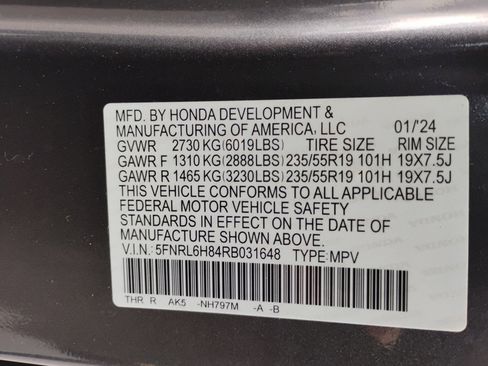 MFD. BY HONDA DEVELOPMENT &
MANUFACTURING OF AMERICA, LLC 01/'24
GVWR 2730 KG (6019LBS) TIRE SIZE RIM SIZE
GAWR F 1310 KG (2888LBS) 235/55R19 101H 19X7.5J
GAWR R 1465 KG (3230LBS) 235/55R19 101H 19X7.5J
THIS VEHICLE CONFORMS TO ALL APPLICABLE
FEDERAL MOTOR VEHICLE SAFETY
STANDARDS IN EFFECT ON THE DATE OF
MANUFACTURE SHOWN ABOVE.
V.I.N.: 5FNRL6H84RB031648 TYPE: MPV
THR R AK5 -NH797M -A -B